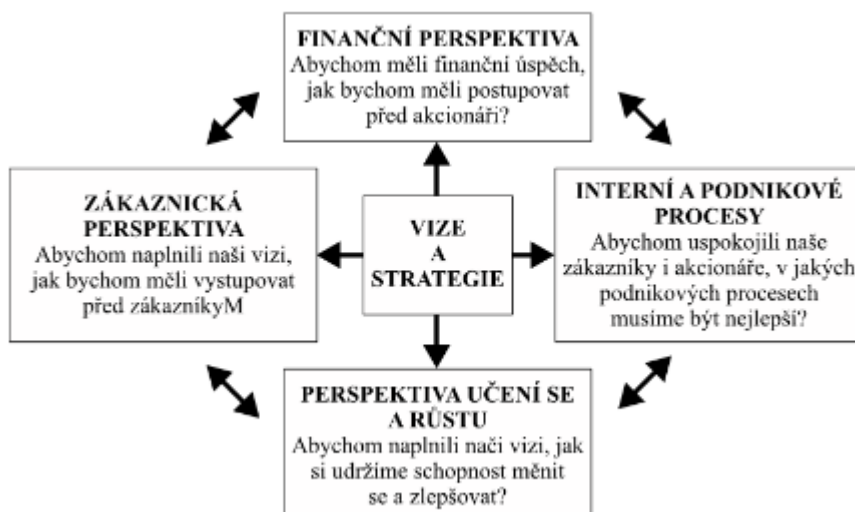 FINANČNÍ PERSPEKTIVA
Abychom měli finanční úspěch,
jak bychom měli postupovat
před akcionáři?
ZÁKAZNICKÁ
PERSPEKTIVA
Abychom naplnili naši vizi,
jak bychom měli vystupovat
před zákazníkyM
VIZE
A
STRATEGIE
INTERNÍ A PODNIKOVÉ
PROCESY
Abychom uspokojili naše
zákazníky i akcionáře, v jakých
podnikových procesech
musíme být nejlepší?
PERSPEKTIVA UČENÍ SE
A RŮSTU
Abychom naplnili nači vizi, jak
si udržíme schopnost měnit
se a zlepšovat?